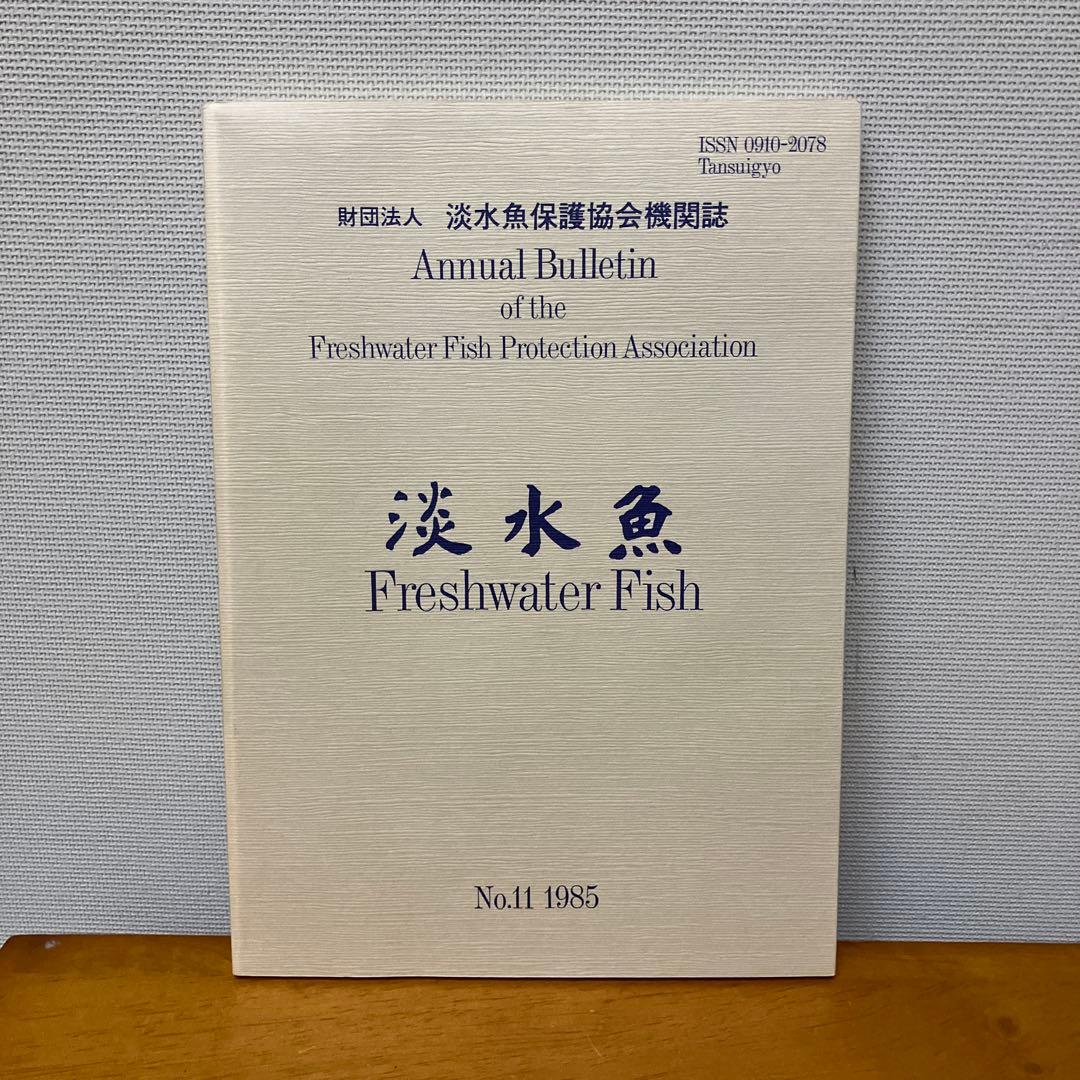 ISSN 0910-2078
Tansuigyo
財団法人 淡水魚保護協会機関誌
Annual Bulletin
of the
Freshwater Fish Protection Association
淡水魚
Freshwater Fish
No.11 1985